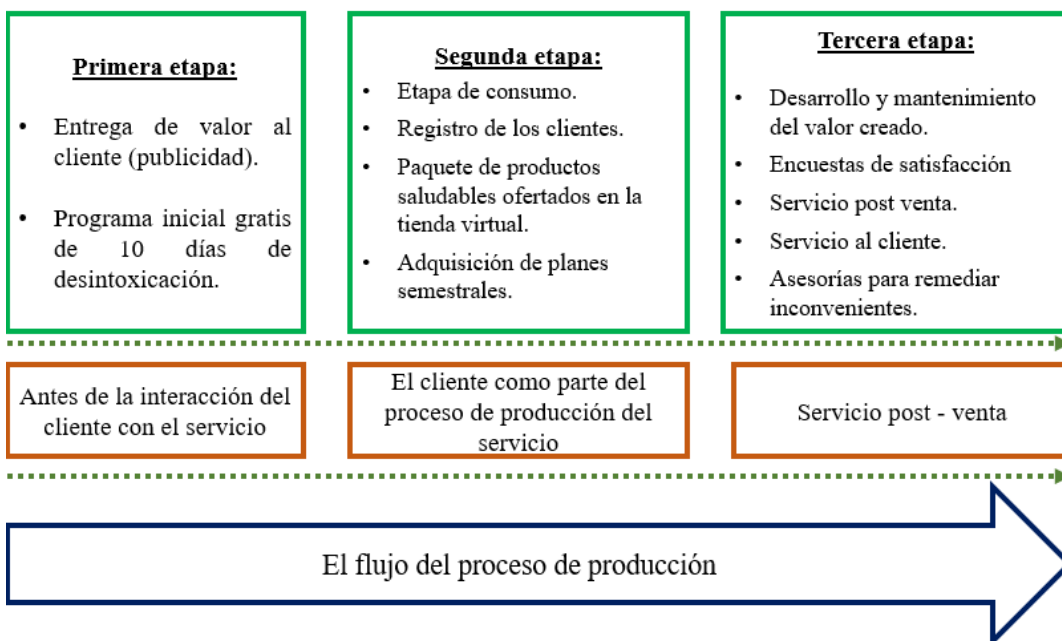 Primera etapa:
• Entrega de valor al
cliente (publicidad).
• Programa inicial gratis
de 10 días de
desintoxicación.
Segunda etapa:
• Etapa de consumo.
• Registro de los clientes.
• Paquete de productos
saludables ofertados en la
tienda virtual.
• Adquisición de planes
semestrales.
Tercera etapa:
• Desarrollo y mantenimiento
del valor creado.
• Encuestas de satisfacción
• Servicio post venta.
• Servicio al cliente.
• Asesorías para remediar
inconvenientes.
Antes de la interacción del
cliente con el servicio
El cliente como parte del
proceso de producción del
servicio
Servicio post - venta
El flujo del proceso de producción